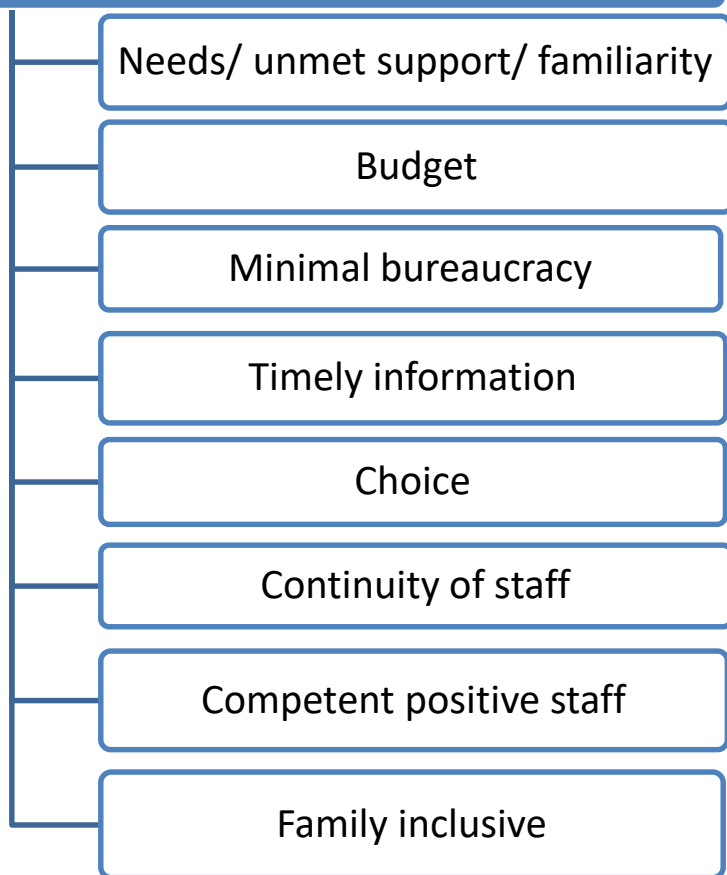 Needs/ unmet support/ familiarity
Budget
Minimal bureaucracy
Timely information
Choice
Continuity of staff
Competent positive staff
Family inclusive